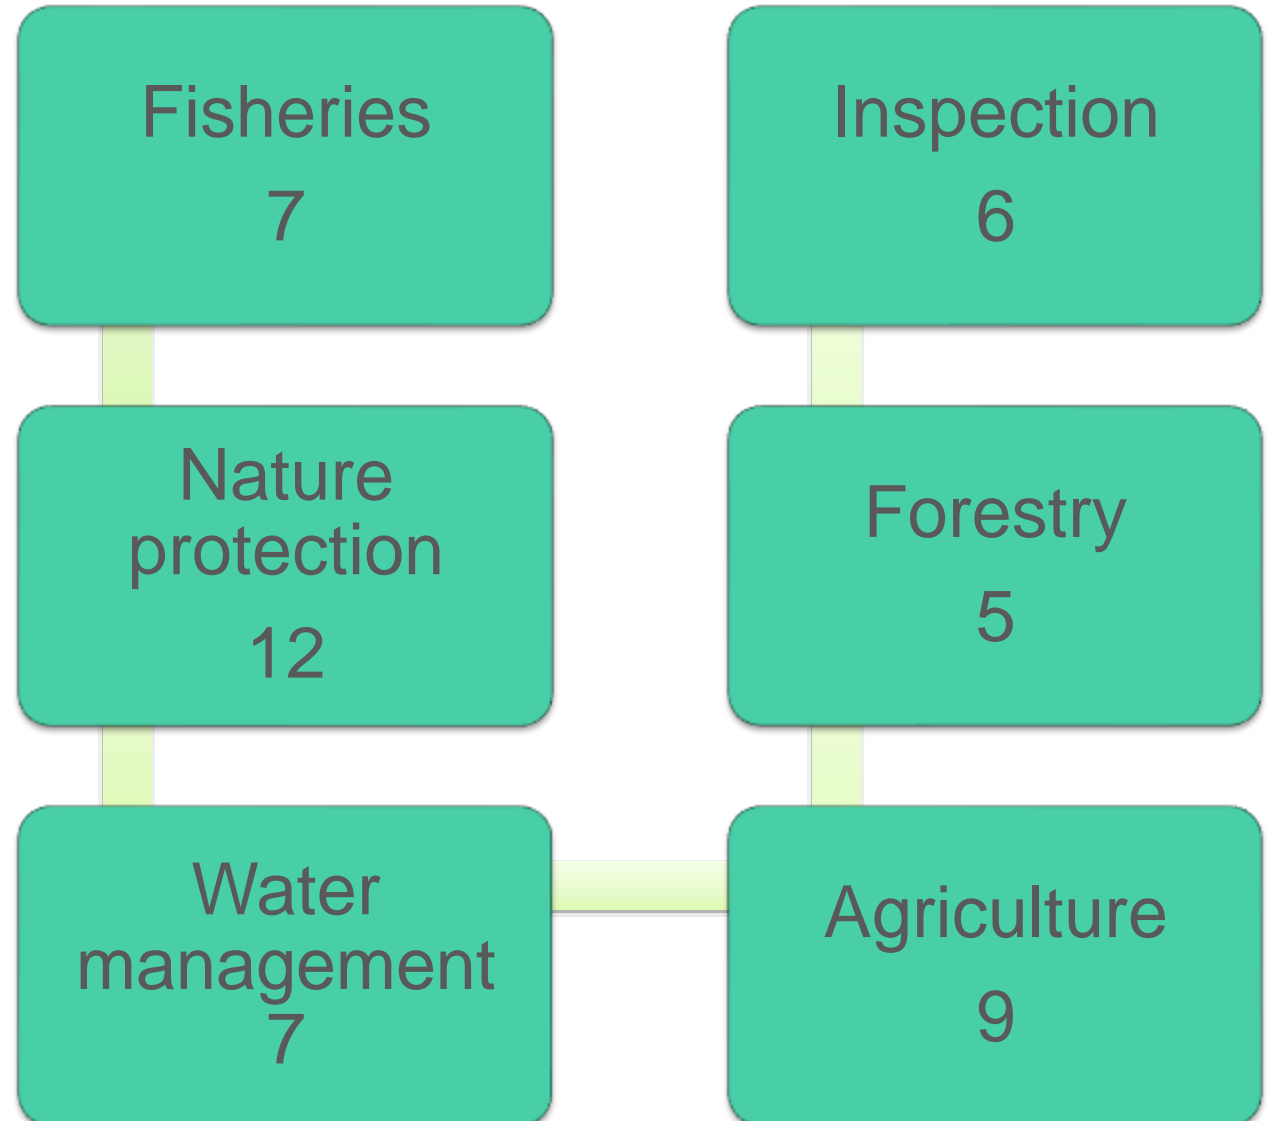 Fisheries
7
Nature
protection
12
Water
management
7
Agriculture
9
Forestry
5
Inspection
6